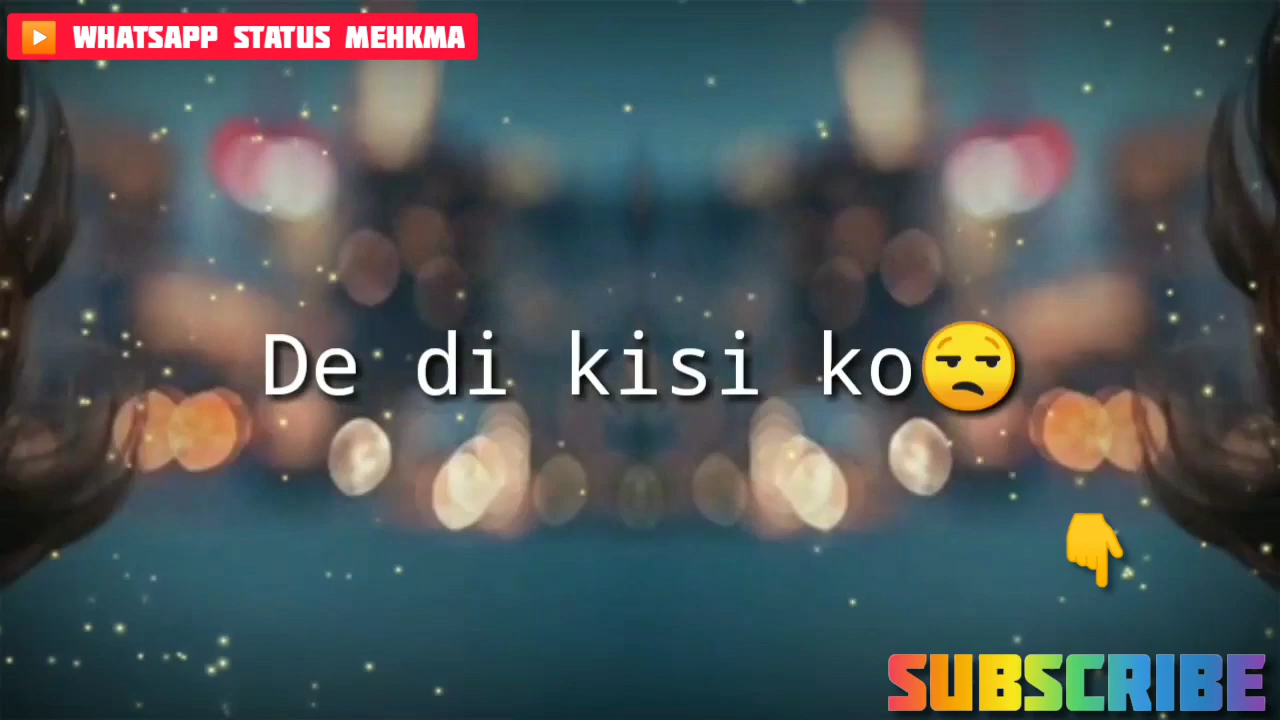 ▶️ WHATSAPP STATUS MEHKMA
De di kisi ko😒
👇
SUBSCRIBE